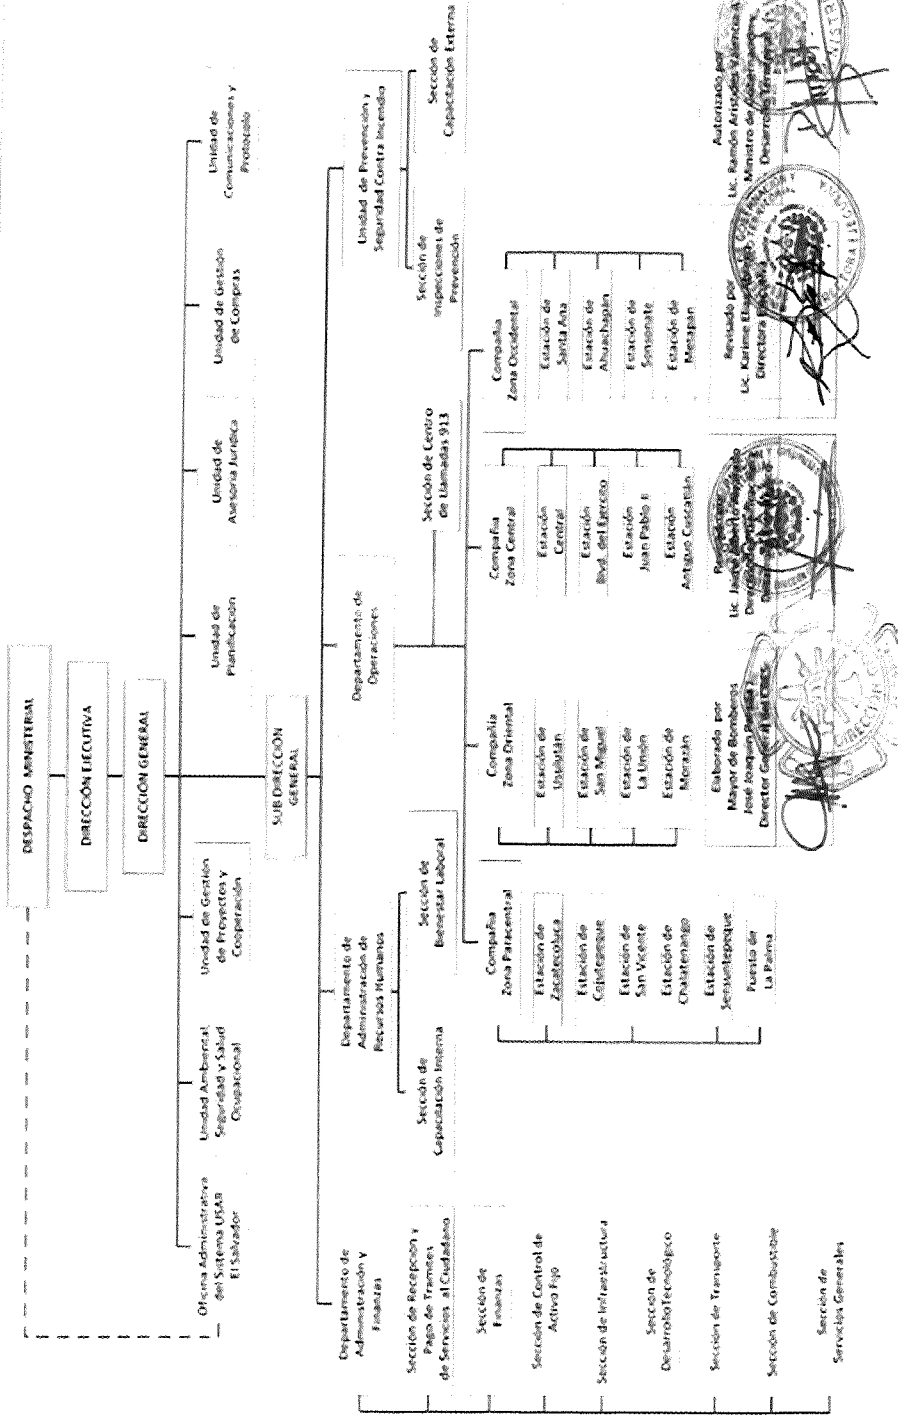 DESPACHO MINISTERIAL
DIRECCIÓN EJECUTIVA
DIRECCIÓN GENERAL
Oficina Administrativa
del Sistema USAR
El Salvador
Unidad Ambiental,
Seguridad y Salud
Ocupacional
Unidad de Gestión
de Proyectos y
Cooperación
Unidad de
Planificación
Unidad de
Asesoría Jurídica
Unidad de Gestión
de Compras
Unidad de
Comunicaciones y
Protocolo
SUB DIRECCIÓN
GENERAL
Departamento de
Administración y
Finanzas
Departamento de
Administración de
Recursos Humanos
Departamento de
Operaciones
Unidad de Prevención y
Seguridad Contra Incendio
Sección de Recepción y
Pago de Tramites
de Servicios al Ciudadano
Sección de
Finanzas
Sección de Control de
Activo Fijo
Sección de Infraestructura
Sección de
DesarrolloTecnológico
Sección de Transporte
Sección de Combustible
Sección de
Servicios Generales
Sección de
Capacitación Interna
Sección de
Bienestar Laboral
Sección de Centro
de Llamadas 913
Sección de
Inspecciones de
Prevención
Sección de
Capacitación Externa
Compañía
Zona Paracentral
Estación de
Zacatecoluca
Estación de
Cojutepeque
Estación de
San Vicente
Estación de
Chalatenango
Estación de
Sensuntepeque
Puesto de
La Palma
Compañía
Zona Oriental
Estación de
Usulután
Estación de
San Miguel
Estación de
La Unión
Estación de
Morazán
Compañía
Zona Central
Estación
Central
Estación
Blvd. del Ejercito
Estación
Juan Pablo II
Estación
Antiguo Cuscatlán
Compañía
Zona Occidental
Estación de
Santa Ana
Estación de
Ahuachapán
Estación de
Sonsonate
Estación de
Metapán
Elaborado por
Mayor de Bomberos
José Joaquín
Director General del CBES
Lic. Jaime
Revisado por
Lic. Karime
Directora
Autorizado por
Lic. Ramón Arístides Valencia
Ministro de
Desarrollo Territorial